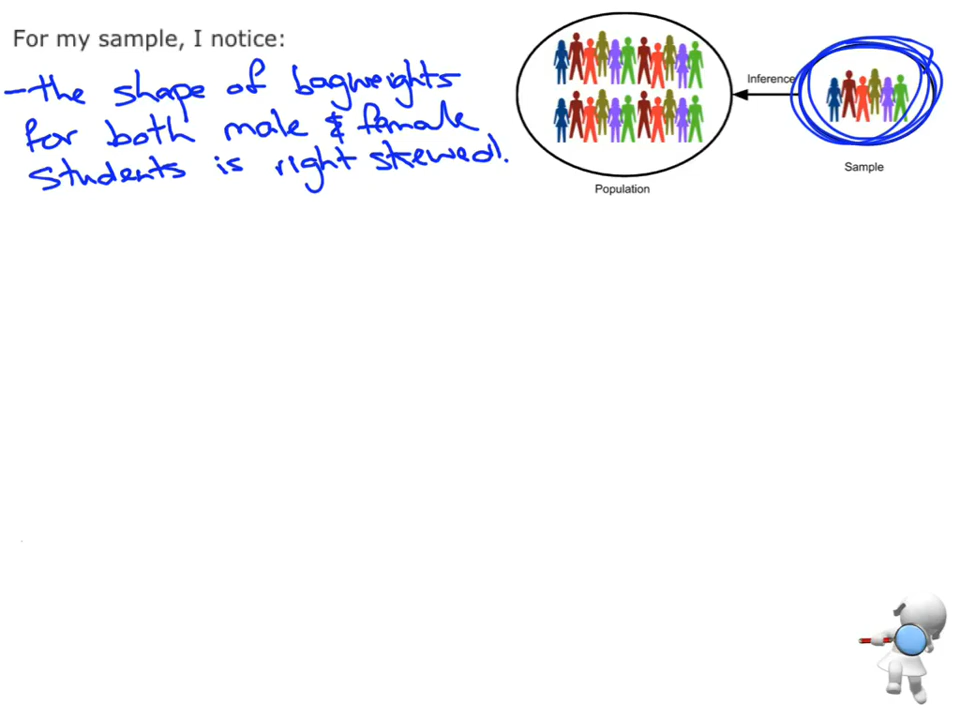 For my sample, I notice:
- the shape of bagweights
for both male & female
students is right skewed.
Inference
Population
Sample